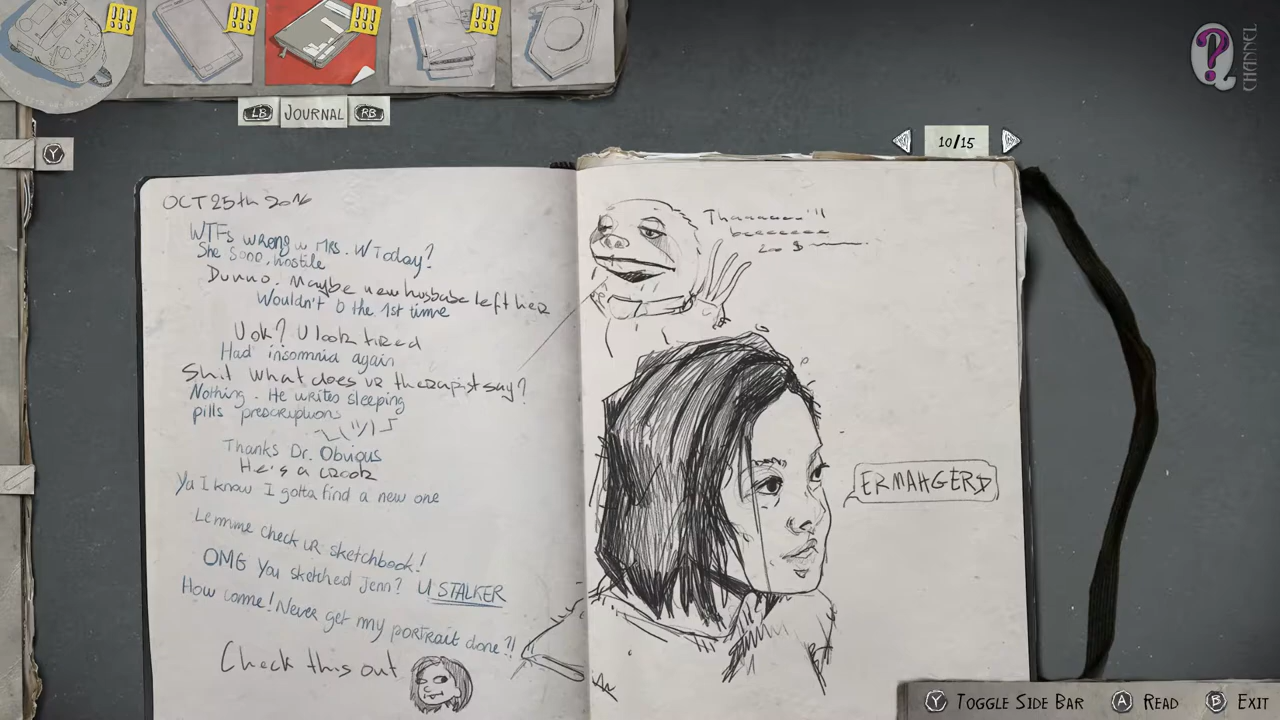 !!!
!!!
!!!
!!!
LB JOURNAL RB
? CHANNEL
Y
10/15
OCT 25th 2016
WTFs wrong w Mrs. W Today?
She sooo hostile
Dunno. Maybe new husbabe left her
Wouldn't b the 1st time
U ok? U look tired
Had insomnia again
Sh.t what does ur therapist say?
Nothing. He writes sleeping
pills prescriptions
Thanks Dr. Obvious
He's a crook
Ya I know I gotta find a new one
Lemme check ur sketchbook!
OMG You sketched Jenn? U STALKER
How come! Never get my portrait done?!
Check this out
ERMAHGERD
Y TOGGLE SIDE BAR A READ B EXIT